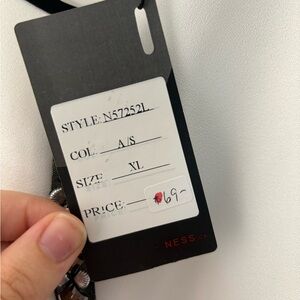 STYLE: N57252L
COL. A/S
SIZE XL
PRICE 69-
NESS